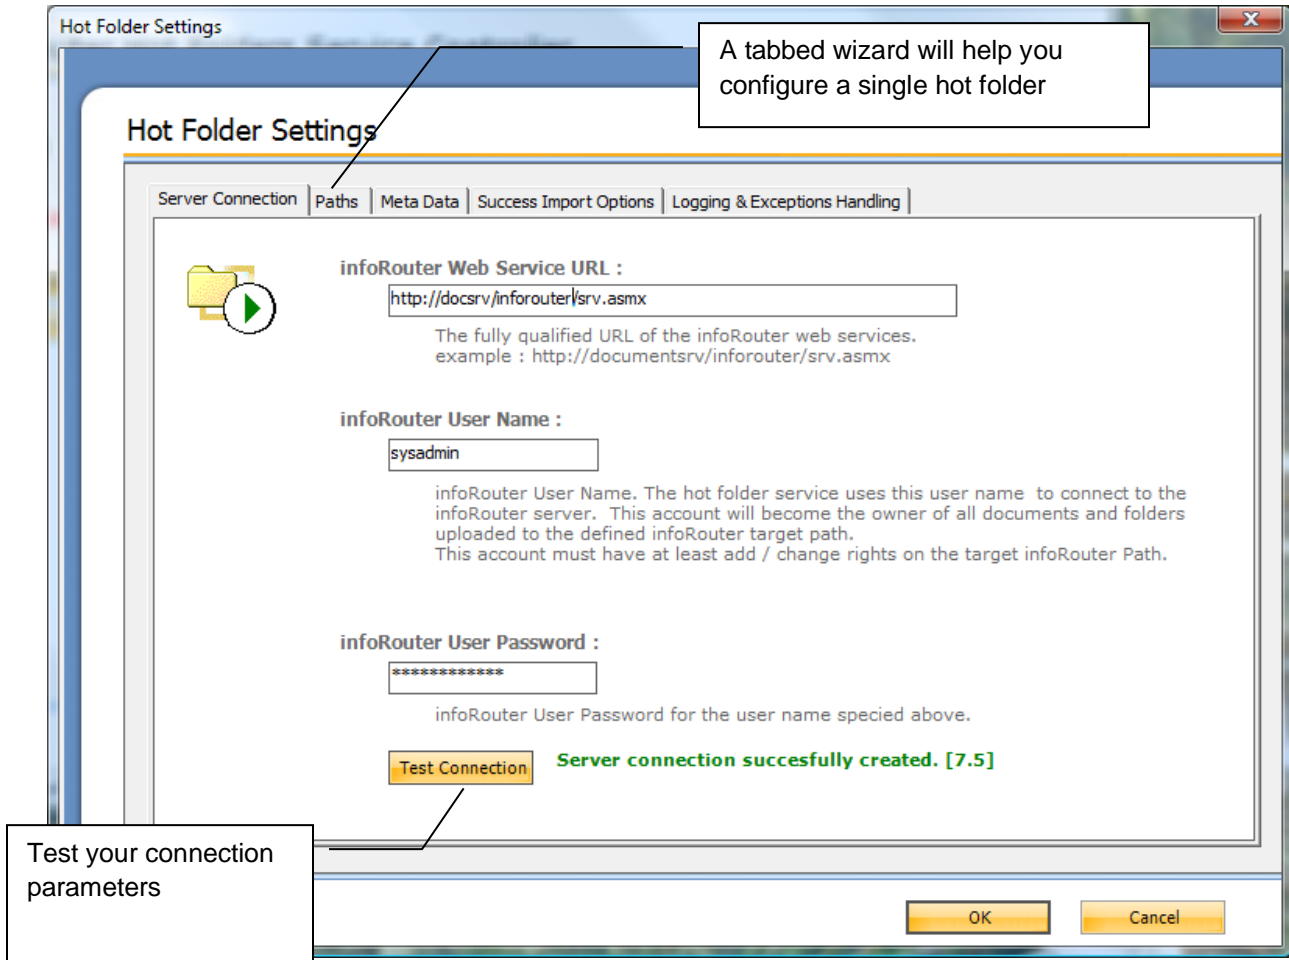 Hot Folder Settings
A tabbed wizard will help you
configure a single hot folder
Hot Folder Settings
Server Connection Paths Meta Data Success Import Options Logging & Exceptions Handling
infoRouter Web Service URL :
http://docsrv/inforouter/srv.asmx
The fully qualified URL of the infoRouter web services.
example : http://documentsrv/inforouter/srv.asmx
infoRouter User Name :
sysadmin
infoRouter User Name. The hot folder service uses this user name to connect to the
infoRouter server. This account will become the owner of all documents and folders
uploaded to the defined infoRouter target path.
This account must have at least add / change rights on the target infoRouter Path.
infoRouter User Password :
************
infoRouter User Password for the user name specied above.
Test Connection Server connection succesfully created. [7.5]
Test your connection
parameters
OK Cancel